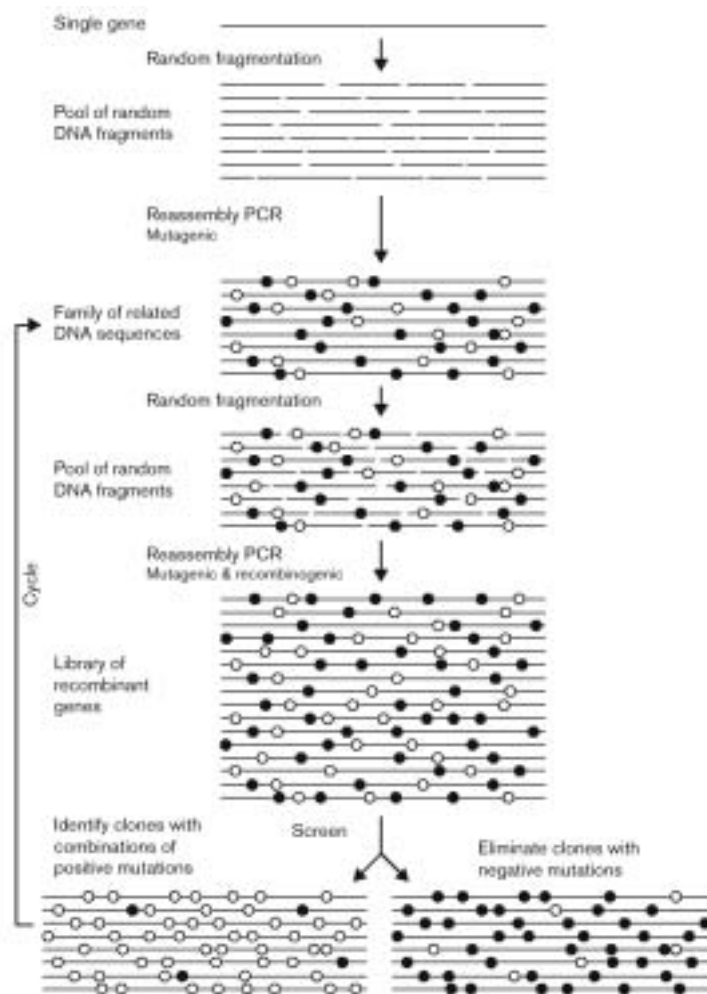 Single gene
Random fragmentation
Pool of random
DNA fragments
Reassembly PCR
Mutagenic
Family of related
DNA sequences
Random fragmentation
Pool of random
DNA fragments
Reassembly PCR
Mutagenic & recombinogenic
Cycle
Library of
recombinant
genes
Identify clones with
combinations of
positive mutations
Screen
Eliminate clones with
negative mutations